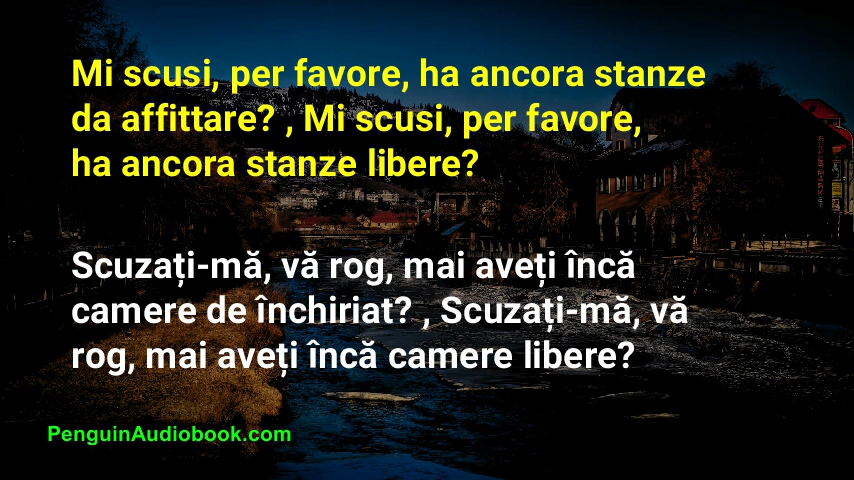 Mi scusi, per favore, ha ancora stanze
da affittare? , Mi scusi, per favore,
ha ancora stanze libere?
Scuzați-mă, vă rog, mai aveți încă
camere de închiriat? , Scuzați-mă, vă
rog, mai aveți încă camere libere?
PenguinAudiobook.com